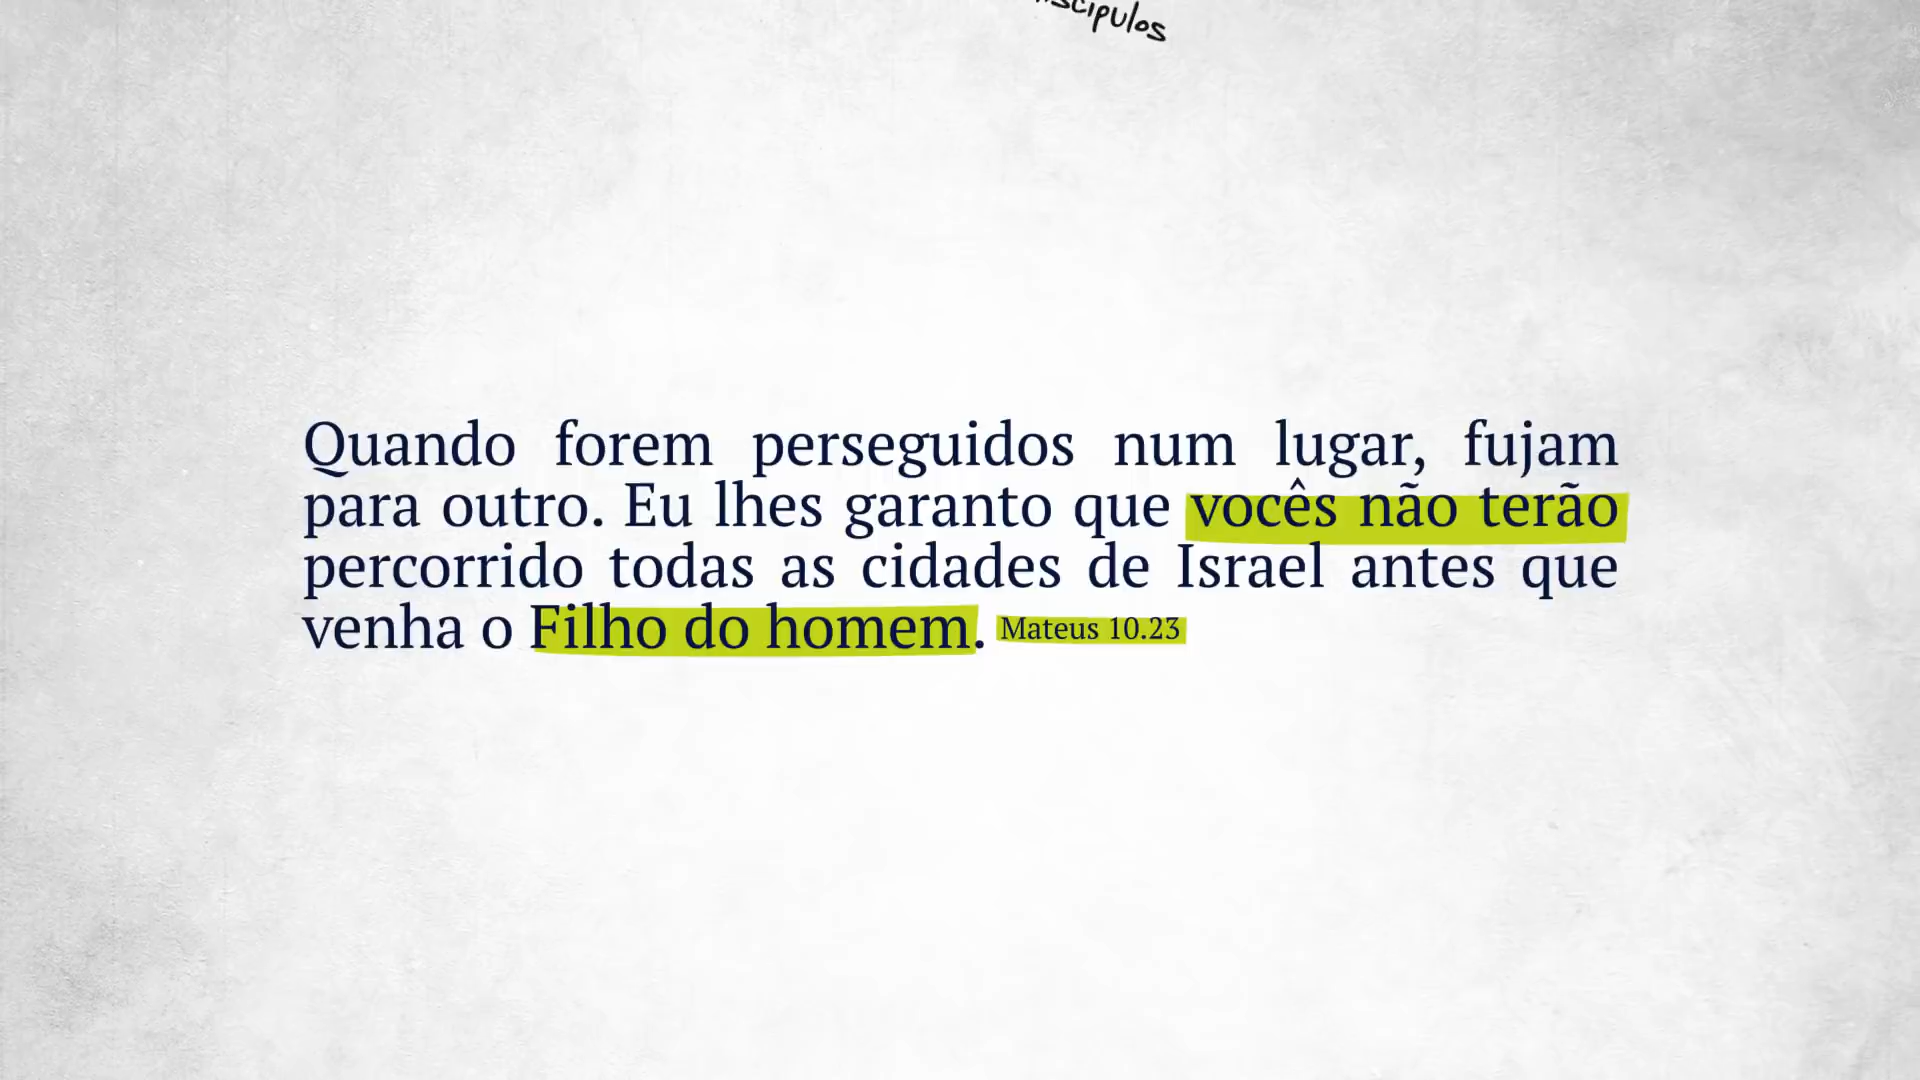 Quando forem perseguidos num lugar, fujam
para outro. Eu lhes garanto que vocês não terão
percorrido todas as cidades de Israel antes que
venha o Filho do homem. Mateus 10.23